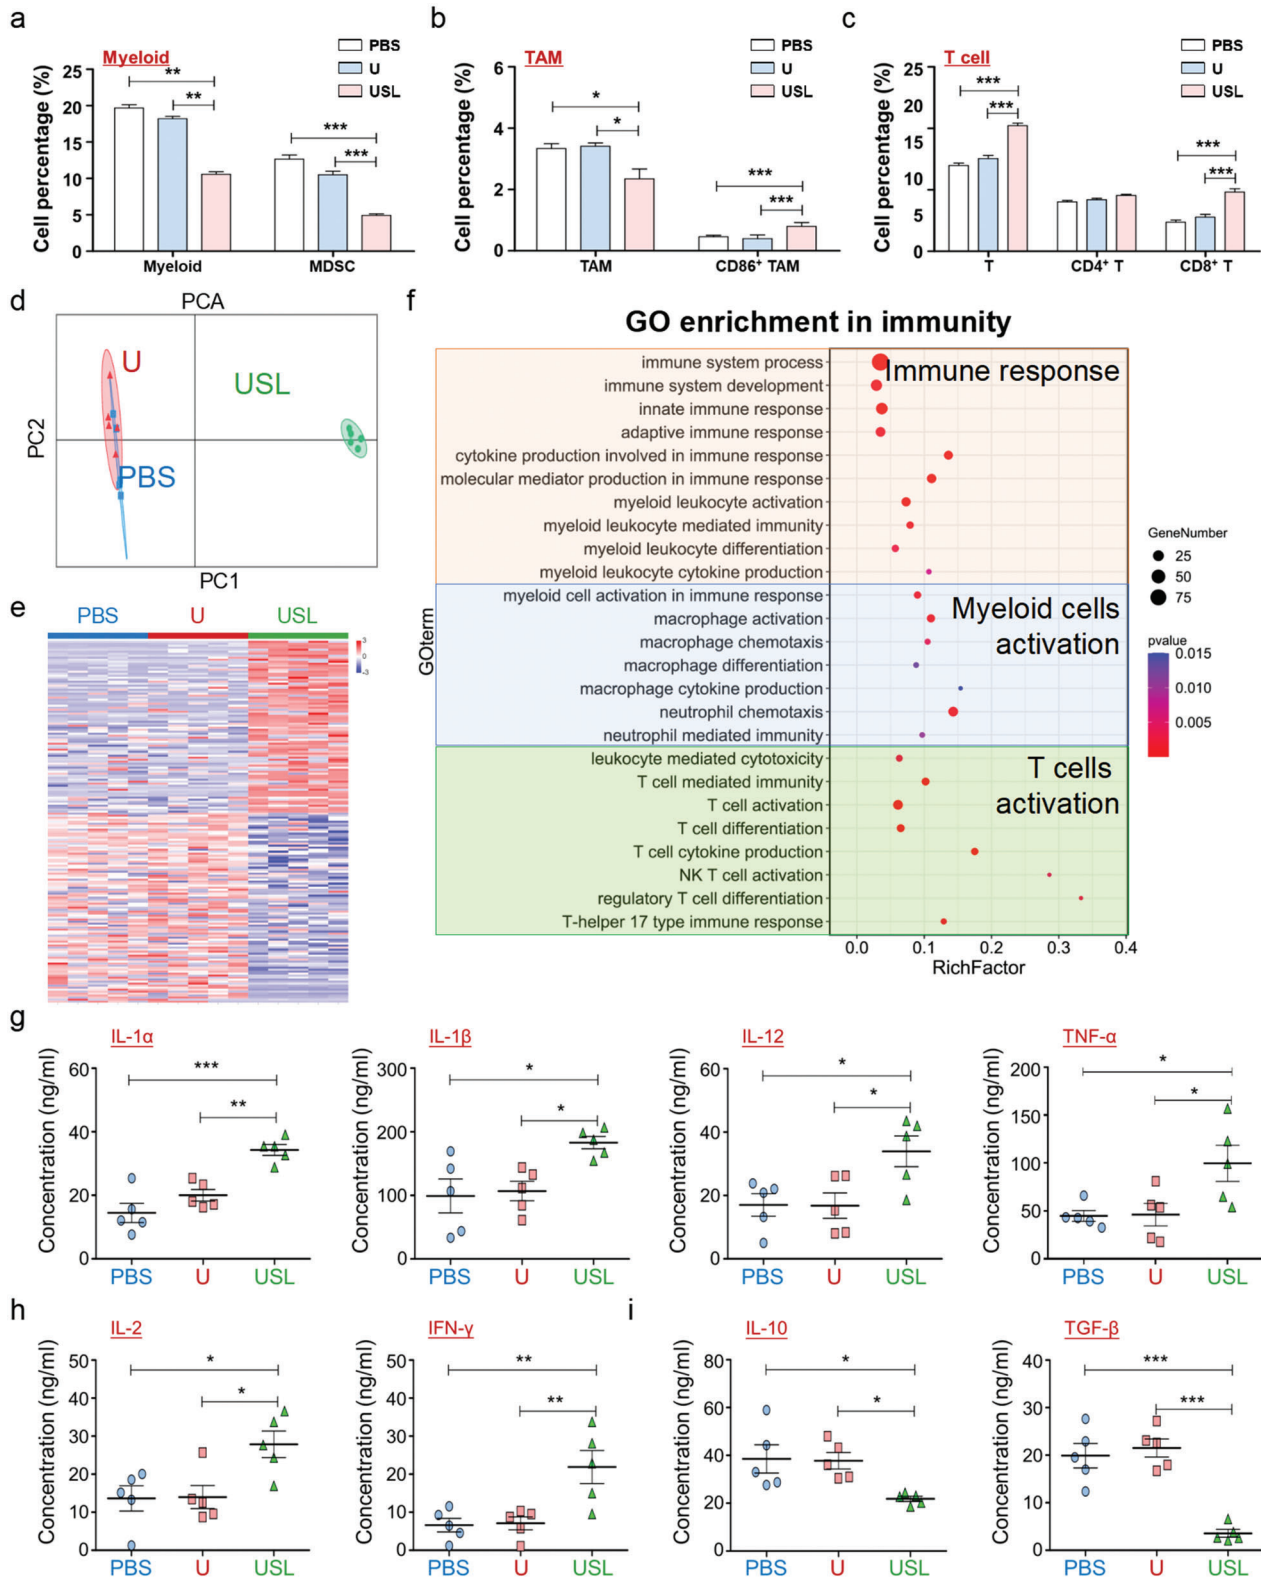 a
Myeloid
PBS
U
USL
Cell percentage (%)
25
20
15
10
5
0
**
**
***
***
Myeloid
MDSC
b
TAM
PBS
U
USL
Cell percentage (%)
6
4
2
0
*
*
***
***
TAM
CD86+ TAM
c
T cell
PBS
U
USL
Cell percentage (%)
25
20
15
10
5
0
***
***
***
***
T
CD4+ T
CD8+ T
d
PCA
U
USL
PBS
PC2
PC1
e
PBS
U
USL
3
0
-3
f
GO enrichment in immunity
GOterm
immune system process
immune system development
innate immune response
adaptive immune response
cytokine production involved in immune response
molecular mediator production in immune response
myeloid leukocyte activation
myeloid leukocyte mediated immunity
myeloid leukocyte differentiation
myeloid leukocyte cytokine production
myeloid cell activation in immune response
macrophage activation
macrophage chemotaxis
macrophage differentiation
macrophage cytokine production
neutrophil chemotaxis
neutrophil mediated immunity
leukocyte mediated cytotoxicity
T cell mediated immunity
T cell activation
T cell differentiation
T cell cytokine production
NK T cell activation
regulatory T cell differentiation
T-helper 17 type immune response
Immune response
Myeloid cells
activation
T cells
activation
0.0
0.1
0.2
0.3
0.4
RichFactor
GeneNumber
25
50
75
pvalue
0.015
0.010
0.005
g
IL-1α
Concentration (ng/ml)
60
40
20
0
***
**
PBS
U
USL
IL-1β
Concentration (ng/ml)
300
200
100
0
*
*
PBS
U
USL
IL-12
Concentration (ng/ml)
60
40
20
0
*
*
PBS
U
USL
TNF-α
Concentration (ng/ml)
200
150
100
50
0
*
*
PBS
U
USL
h
IL-2
Concentration (ng/ml)
50
40
30
20
10
0
*
*
PBS
U
USL
IFN-γ
Concentration (ng/ml)
50
40
30
20
10
0
**
**
PBS
U
USL
i
IL-10
Concentration (ng/ml)
80
60
40
20
0
*
*
PBS
U
USL
TGF-β
Concentration (ng/ml)
40
30
20
10
0
***
***
PBS
U
USL